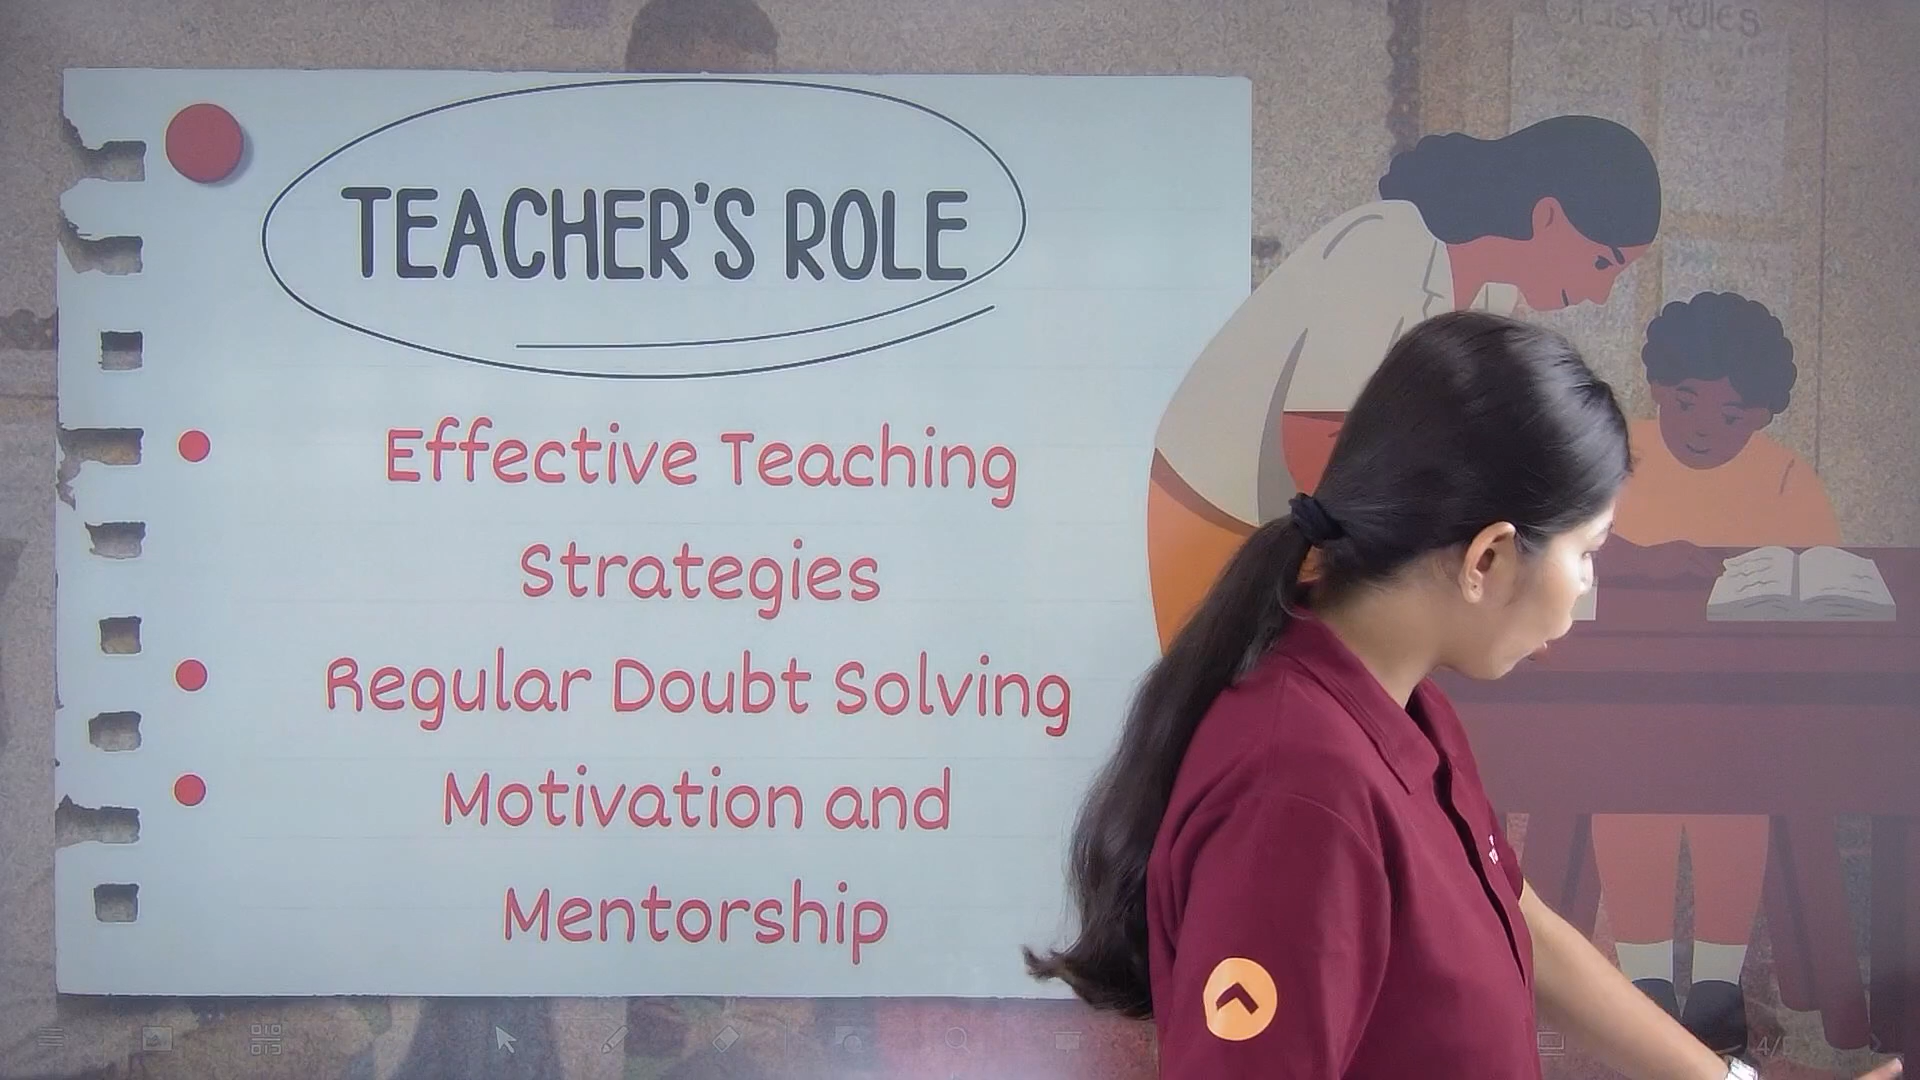 TEACHER'S ROLE
Effective Teaching
Strategies
Regular Doubt Solving
Motivation and
Mentorship